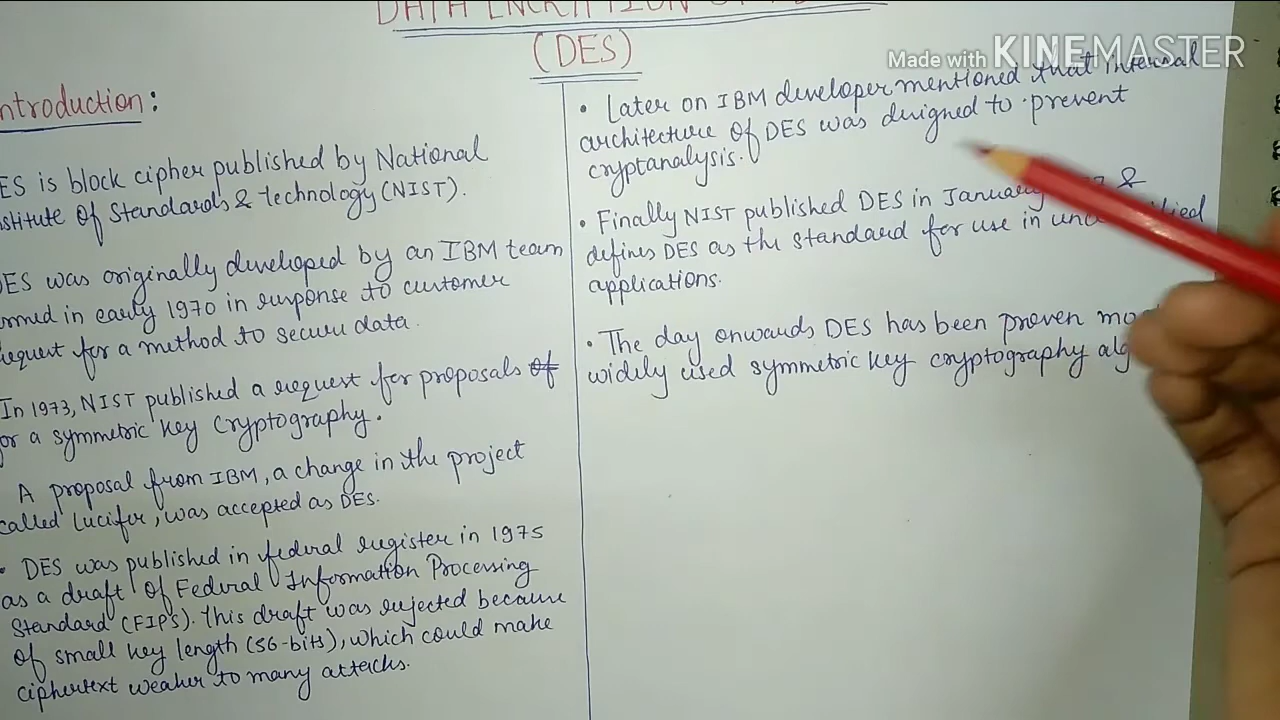 DATA ENCRYPTION
(DES)
Made with KINEMASTER
ntroduction:
ES is block cipher published by National
stitute of Standards & Technology (NIST).
DES was originally developed by an IBM team
ormed in early 1970 in response to customer
request for a method to secure data.
In 1973, NIST published a request for proposals of
for a symmetric key Cryptography.
A proposal from IBM, a change in the project
called Lucifer, was accepted as DES.
• DES was published in federal register in 1975
as a draft of Federal Information Processing
Standard (FIPS). This draft was rejected because
of small key length (56-bits), which could make
ciphertext weaker to many attacks.
• Later on IBM developer mentioned that internal
architecture of DES was designed to prevent
cryptanalysis.
• Finally NIST published DES in January &
defines DES as the standard for use in
applications.
• The day onwards DES has been proven
widely used symmetric key cryptography